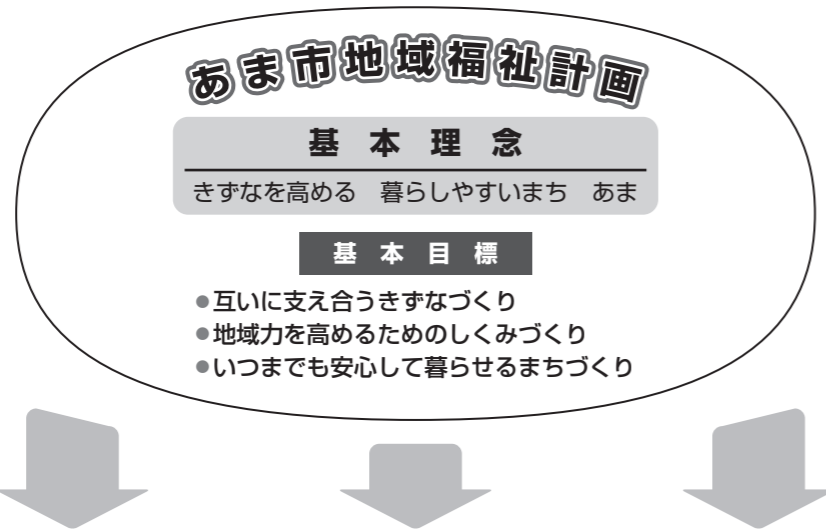 あま市地域福祉計画
基本理念
きずなを高める　暮らしやすいまち　あま
基本目標
●互いに支え合うきずなづくり
●地域力を高めるためのしくみづくり
●いつまでも安心して暮らせるまちづくり